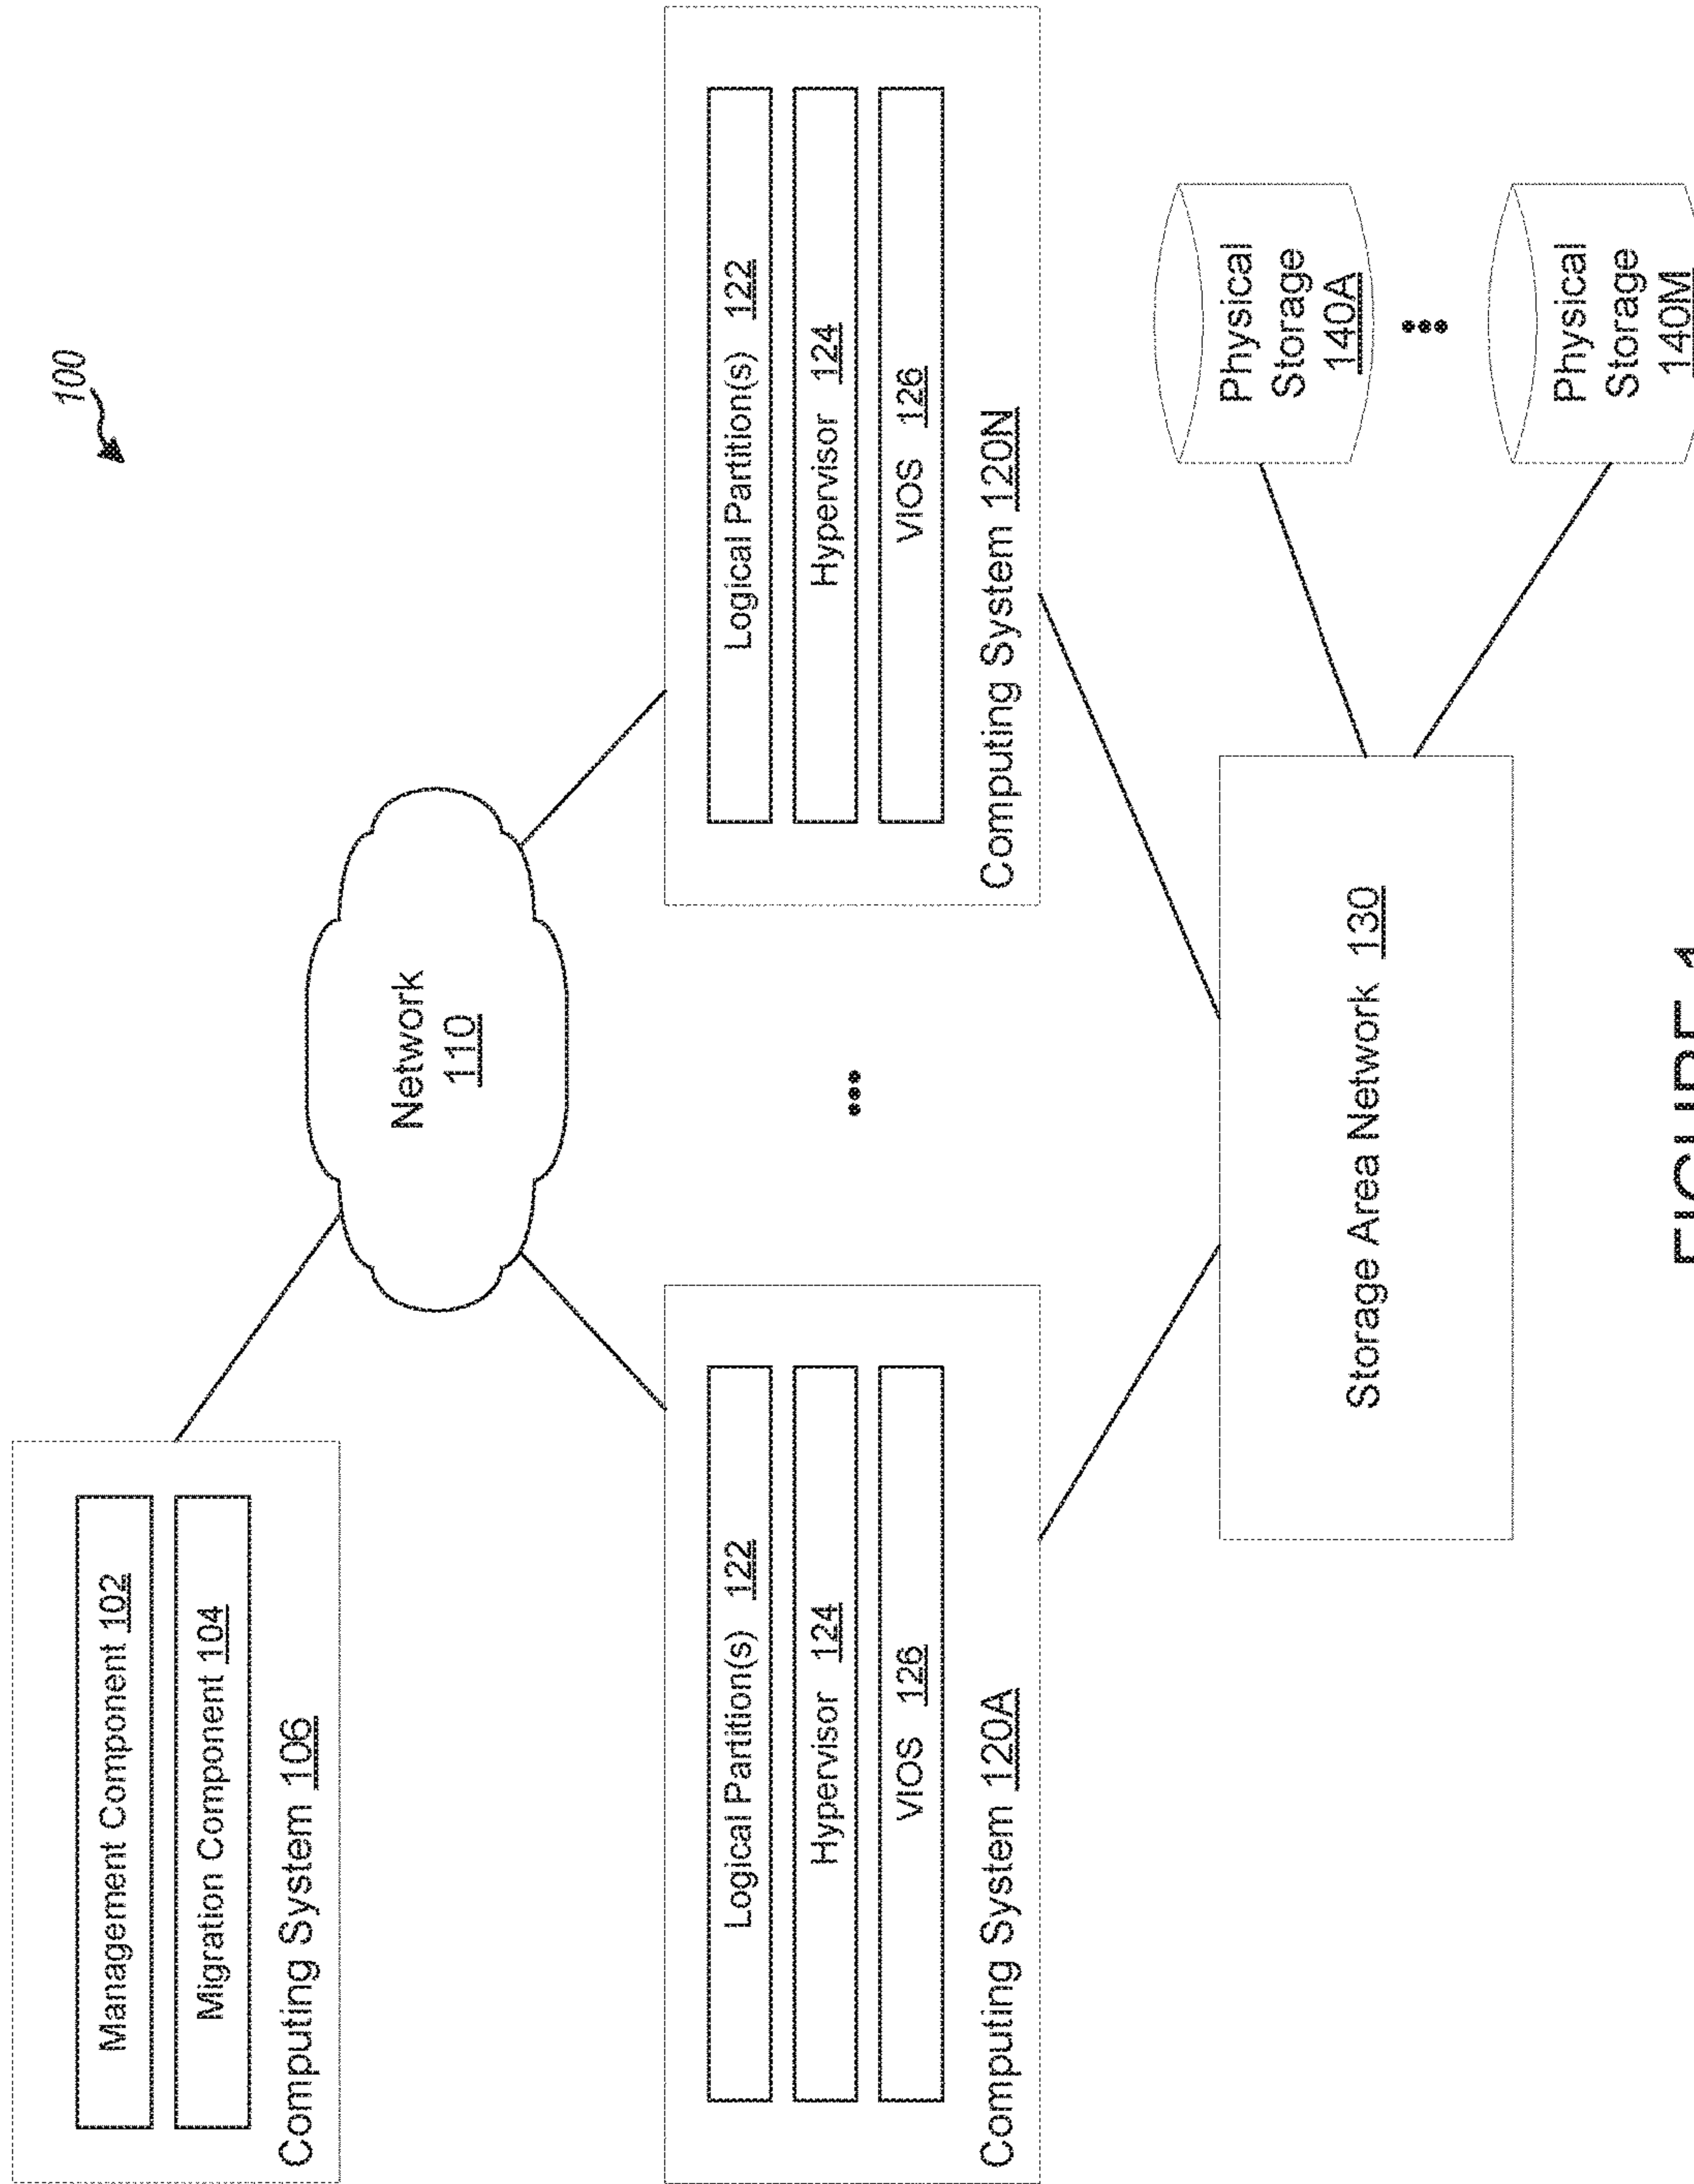 100
Management Component 102
Migration Component 104
Computing System 106
Network
110
Logical Partition(s) 122
Hypervisor 124
VIOS 126
Computing System 120A
•••
Logical Partition(s) 122
Hypervisor 124
VIOS 126
Computing System 120N
Storage Area Network 130
Physical
Storage
140A
•••
Physical
Storage
140M
FIGURE 1